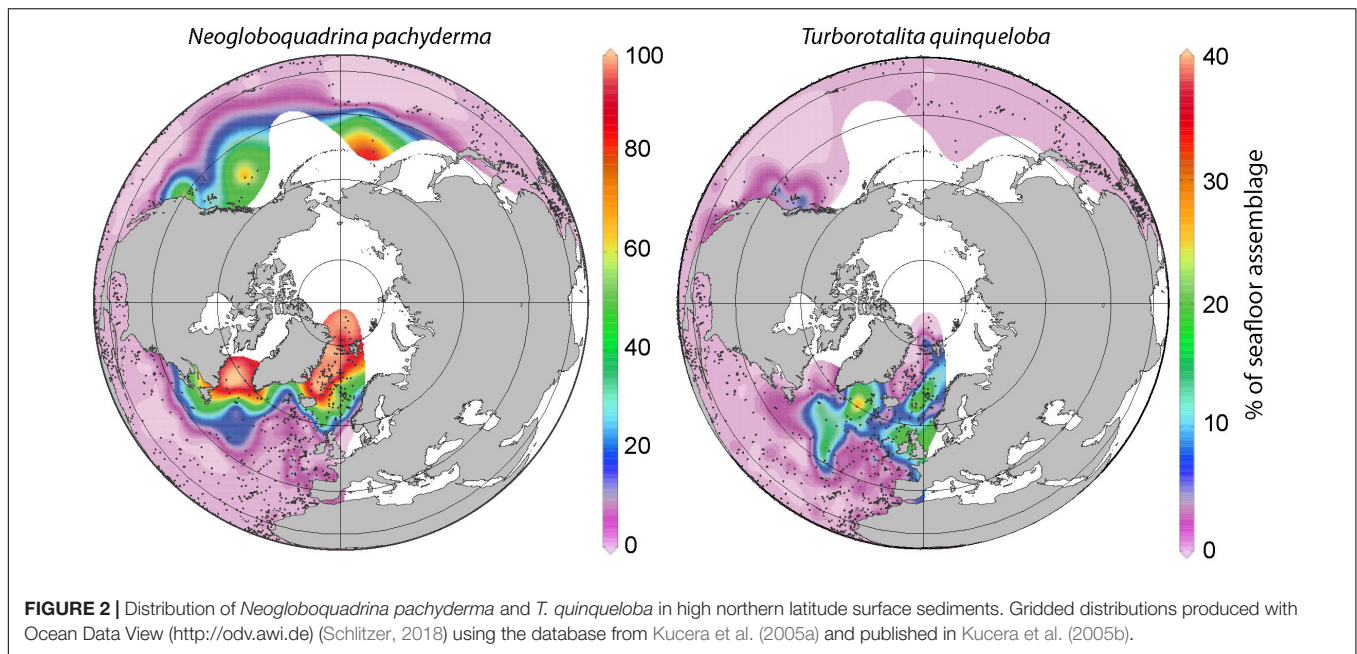 Neogloboquadrina pachyderma
Turborotalita quinqueloba
100
80
60
40
20
0
40
30
20
10
0
% of seafloor assemblage
FIGURE 2 | Distribution of Neogloboquadrina pachyderma and T. quinqueloba in high northern latitude surface sediments. Gridded distributions produced with
Ocean Data View (http://odv.awi.de) (Schlitzer, 2018) using the database from Kucera et al. (2005a) and published in Kucera et al. (2005b).